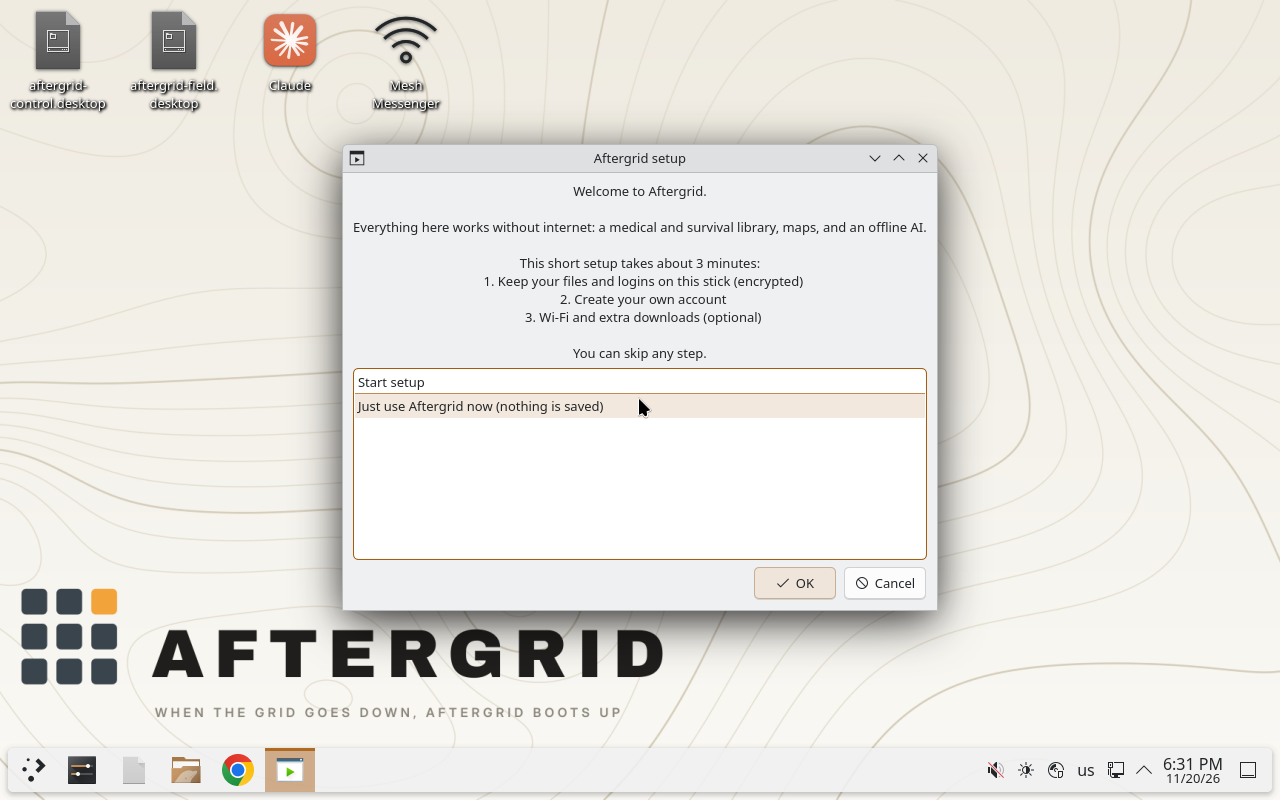 aftergrid-
control.desktop
aftergrid-field.
desktop
Claude
Mesh
Messenger
Aftergrid setup
Welcome to Aftergrid.
Everything here works without internet: a medical and survival library, maps, and an offline AI.
This short setup takes about 3 minutes:
1. Keep your files and logins on this stick (encrypted)
2. Create your own account
3. Wi-Fi and extra downloads (optional)
You can skip any step.
Start setup
Just use Aftergrid now (nothing is saved)
OK
Cancel
AFTERGRID
WHEN THE GRID GOES DOWN, AFTERGRID BOOTS UP
us
6:31 PM
11/20/26